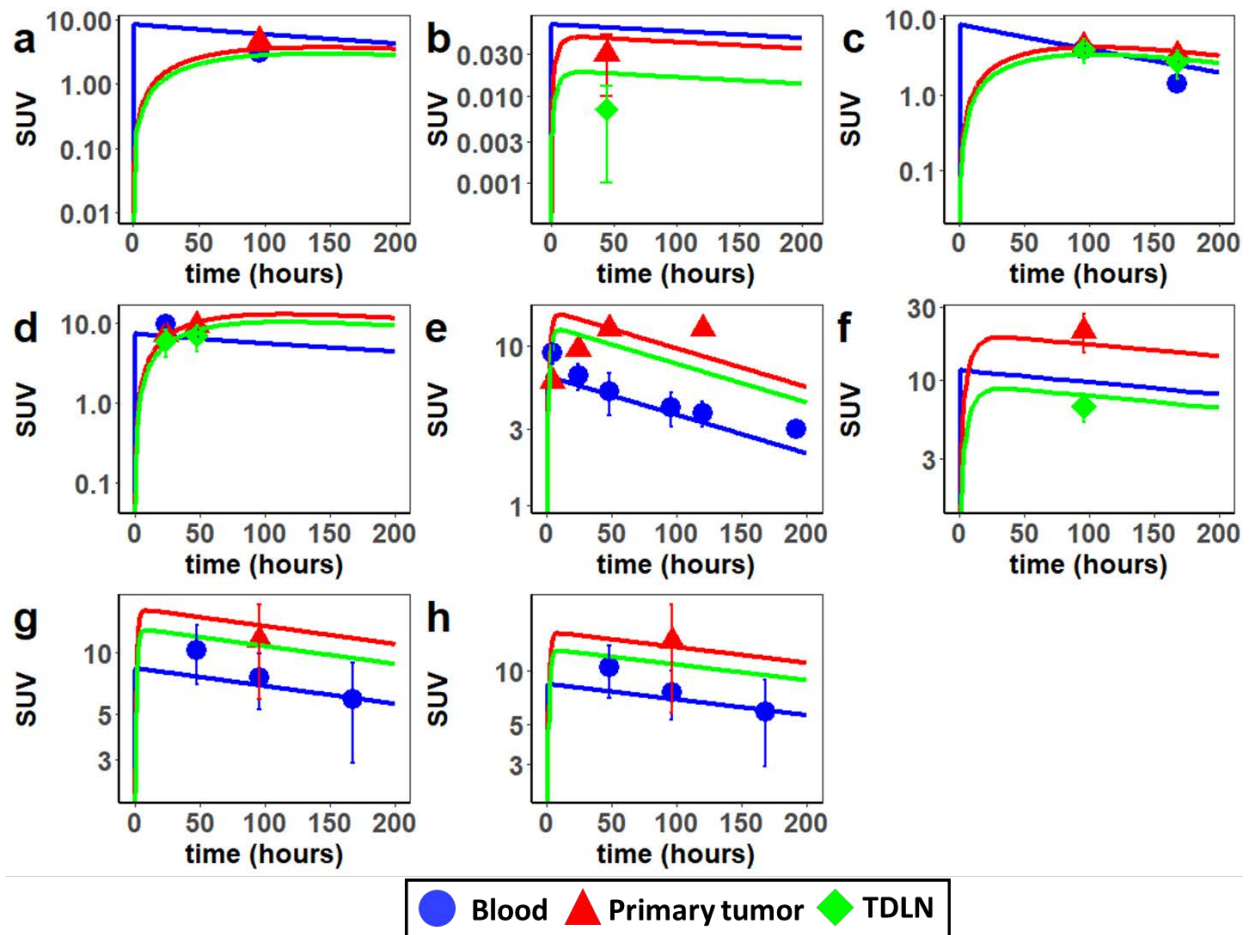 a
10.00
1.00
0.10
0.01
SUV
0 50 100 150 200
time (hours)
b
0.030
0.010
0.003
0.001
SUV
0 50 100 150 200
time (hours)
c
10.0
1.0
0.1
SUV
0 50 100 150 200
time (hours)
d
10.0
1.0
0.1
SUV
0 50 100 150 200
time (hours)
e
10
3
1
SUV
0 50 100 150 200
time (hours)
f
30
10
3
SUV
0 50 100 150 200
time (hours)
g
10
5
3
SUV
0 50 100 150 200
time (hours)
h
10
5
3
SUV
0 50 100 150 200
time (hours)
Blood Primary tumor TDLN